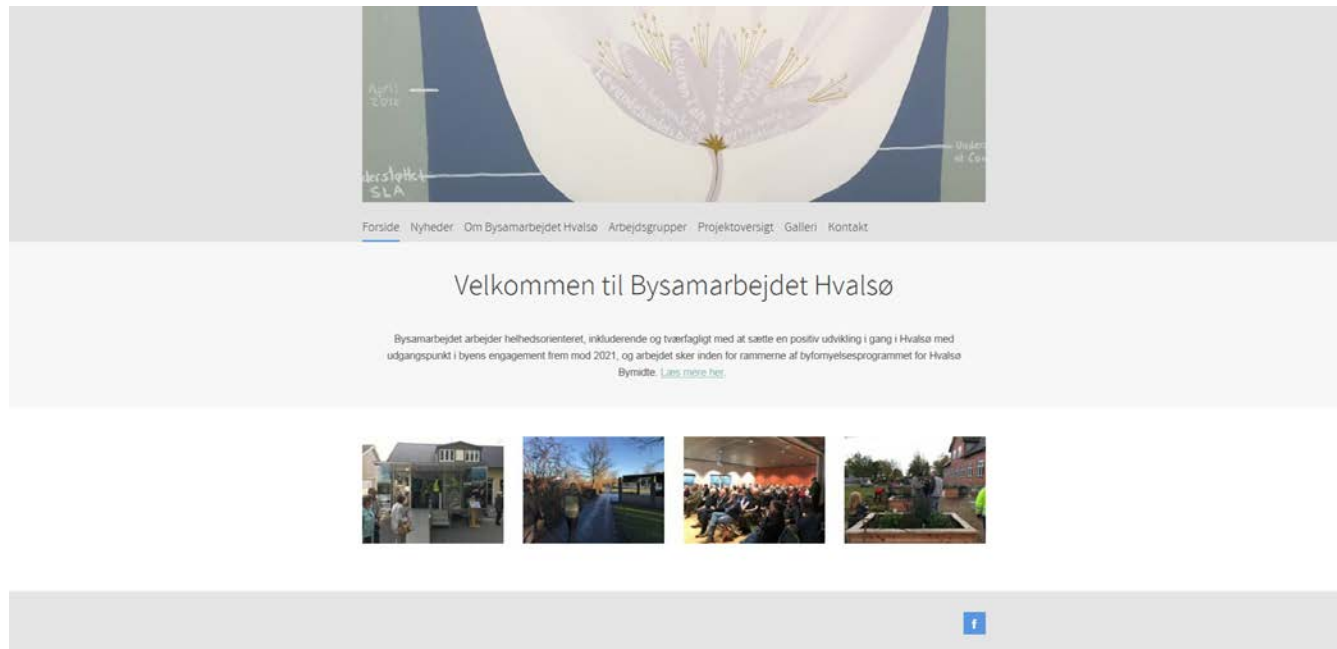 April
SLA
Forside Nyheder Om Bysamarbejdet Hvalsø Arbejdsgrupper Projektoversigt Galleri Kontakt
Velkommen til Bysamarbejdet Hvalsø
Bysamarbejdet arbejder helhedsorienteret, inkluderende og tværfagligt med at sætte en positiv udvikling i gang i Hvalsø med
udgangspunkt i byens engagement frem mod 2021, og arbejdet sker inden for rammerne af byfornyelsesprogrammet for Hvalsø
Bymidte. Læs mere her.
f